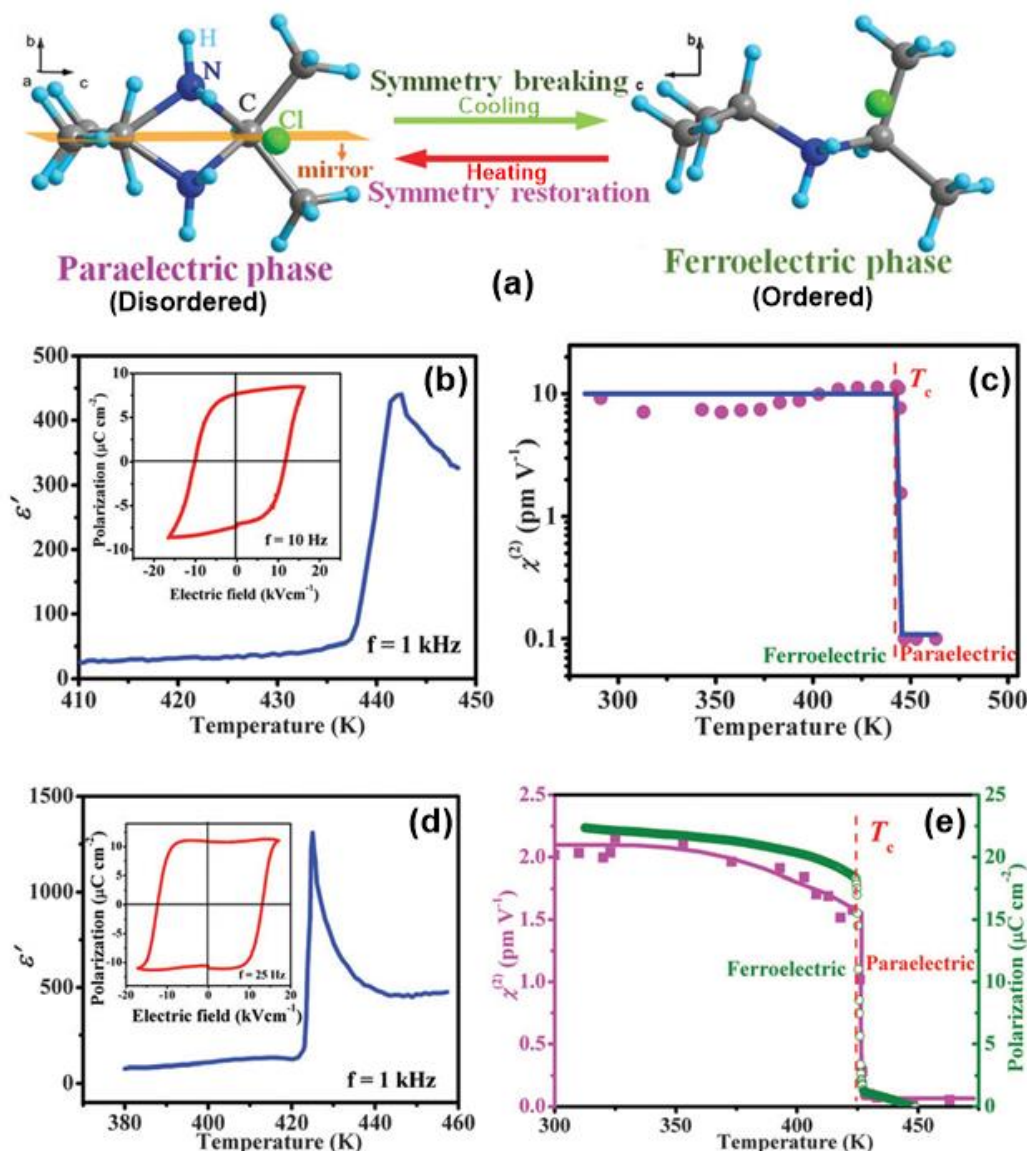 b
a
c
H
N
C
Cl
mirror
Symmetry breaking
Cooling
Heating
Symmetry restoration
b
c
Paraelectric phase
(Disordered)
(a)
Ferroelectric phase
(Ordered)
500
400
300
200
100
0
ε′
410
420
430
440
450
Temperature (K)
(b)
f = 1 kHz
Polarization (μC cm⁻²)
10
5
0
-5
-10
-20
-10
0
10
20
Electric field (kVcm⁻¹)
f = 10 Hz
(c)
χ⁽²⁾ (pm V⁻¹)
10
1
0.1
Tc
Ferroelectric
Paraelectric
300
350
400
450
500
Temperature (K)
1500
1000
500
0
ε′
380
400
420
440
460
Temperature (K)
(d)
f = 1 kHz
Polarization (μC cm⁻²)
10
0
-10
-20
-10
0
10
20
Electric field (kVcm⁻¹)
f = 25 Hz
(e)
χ⁽²⁾ (pm V⁻¹)
2.5
2.0
1.5
1.0
0.5
0.0
Tc
Ferroelectric
Paraelectric
300
350
400
450
Temperature (K)
25
20
15
10
5
0
Polarization (μC cm⁻²)